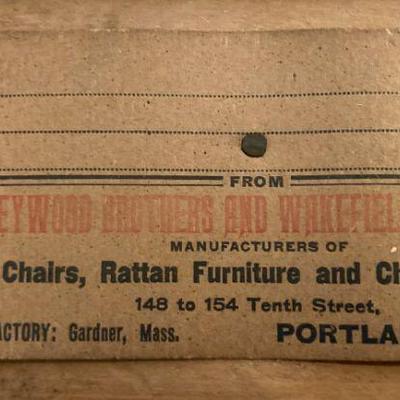 FROM
EYWOOD BROTHERS AND WAKEFIEL
MANUFACTURERS OF
Chairs, Rattan Furniture and Ch
148 to 154 Tenth Street,
ACTORY: Gardner, Mass. PORTLA